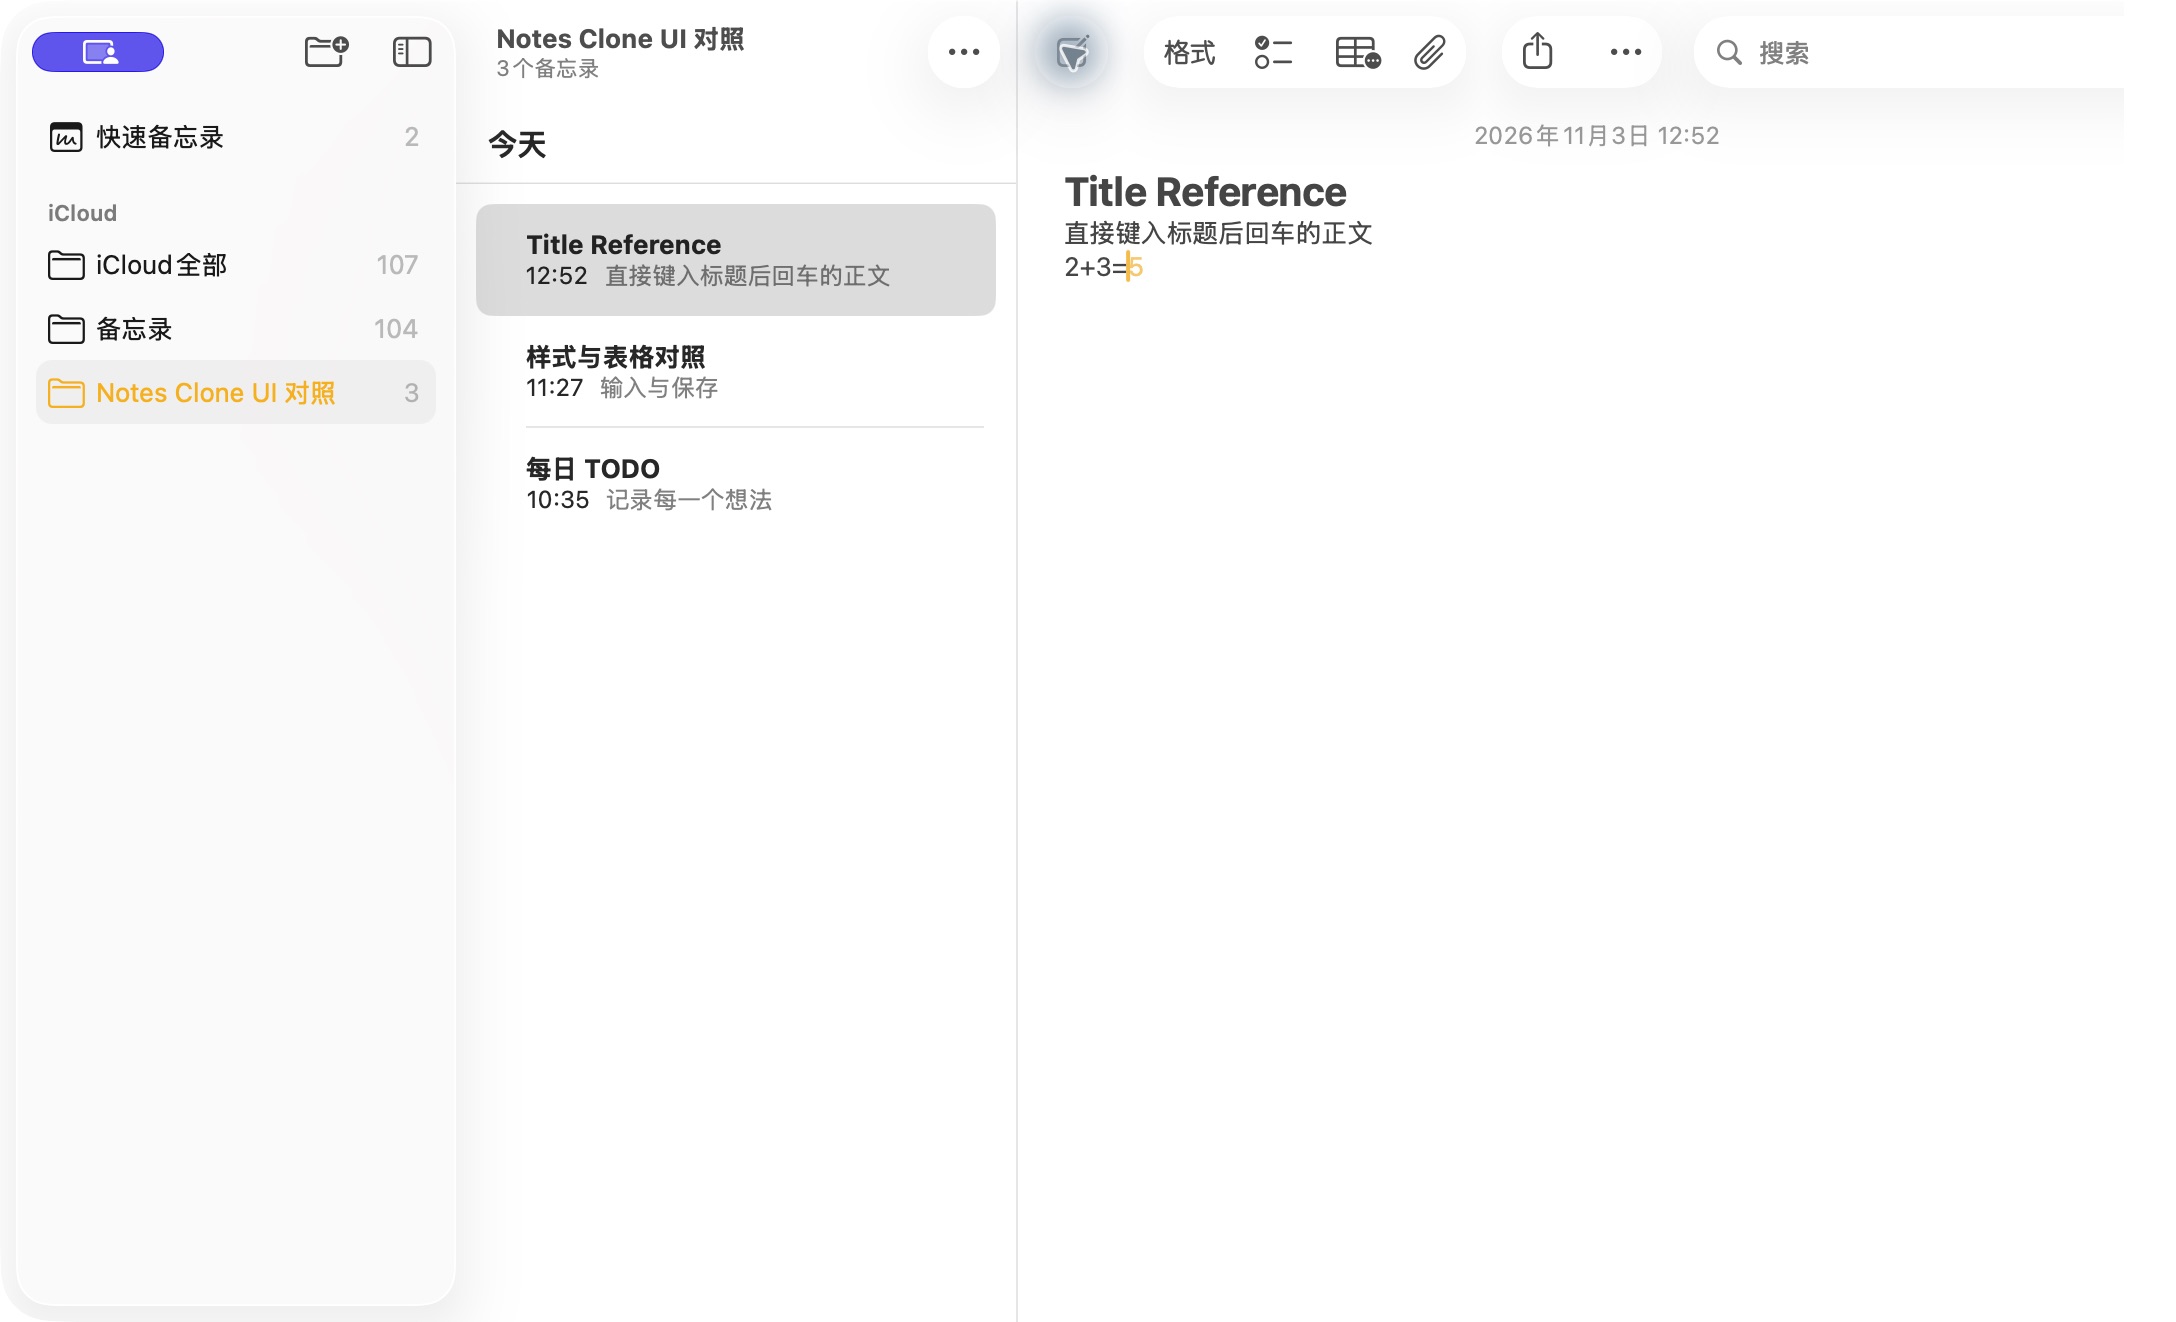 快速备忘录 2
iCloud
iCloud全部 107
备忘录 104
Notes Clone UI 对照 3
Notes Clone UI 对照
3个备忘录
今天
Title Reference
12:52 直接键入标题后回车的正文
样式与表格对照
11:27 输入与保存
每日 TODO
10:35 记录每一个想法
格式
搜索
2026年11月3日 12:52
Title Reference
直接键入标题后回车的正文
2+3=5